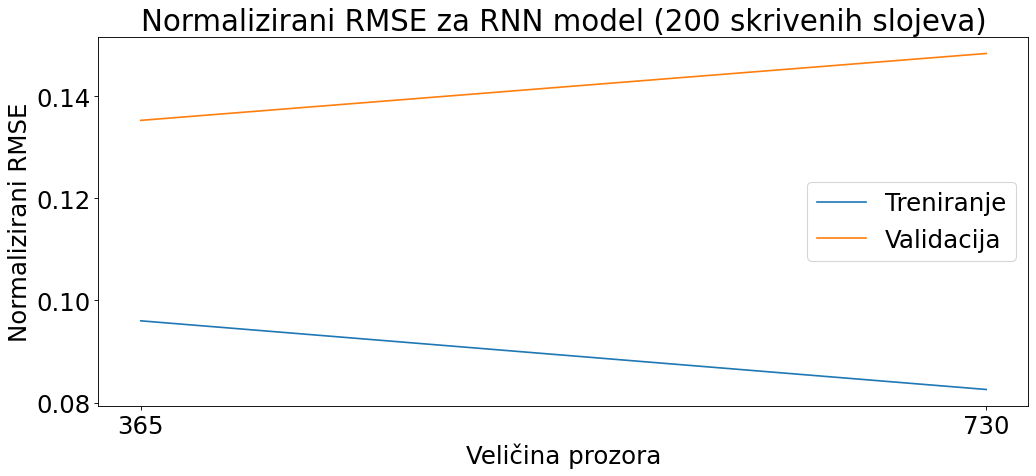 Normalizirani RMSE za RNN model (200 skrivenih slojeva)
Normalizirani RMSE
0.14
0.12
0.10
0.08
Treniranje
Validacija
365
730
Veličina prozora